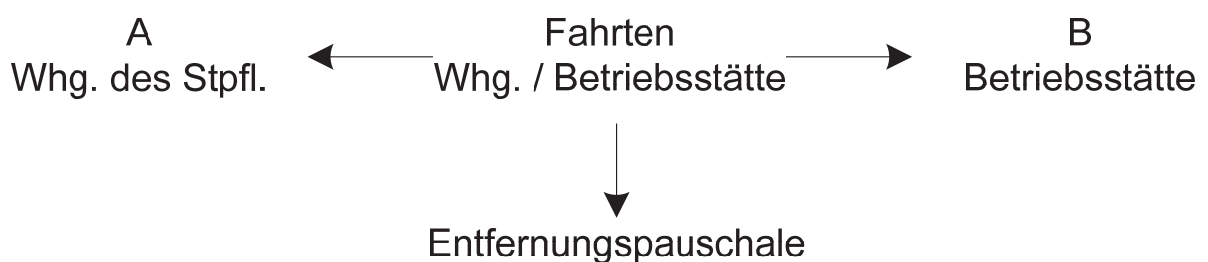 A
Whg. des Stpfl.
Fahrten
Whg. / Betriebsstätte
B
Betriebsstätte
Entfernungspauschale